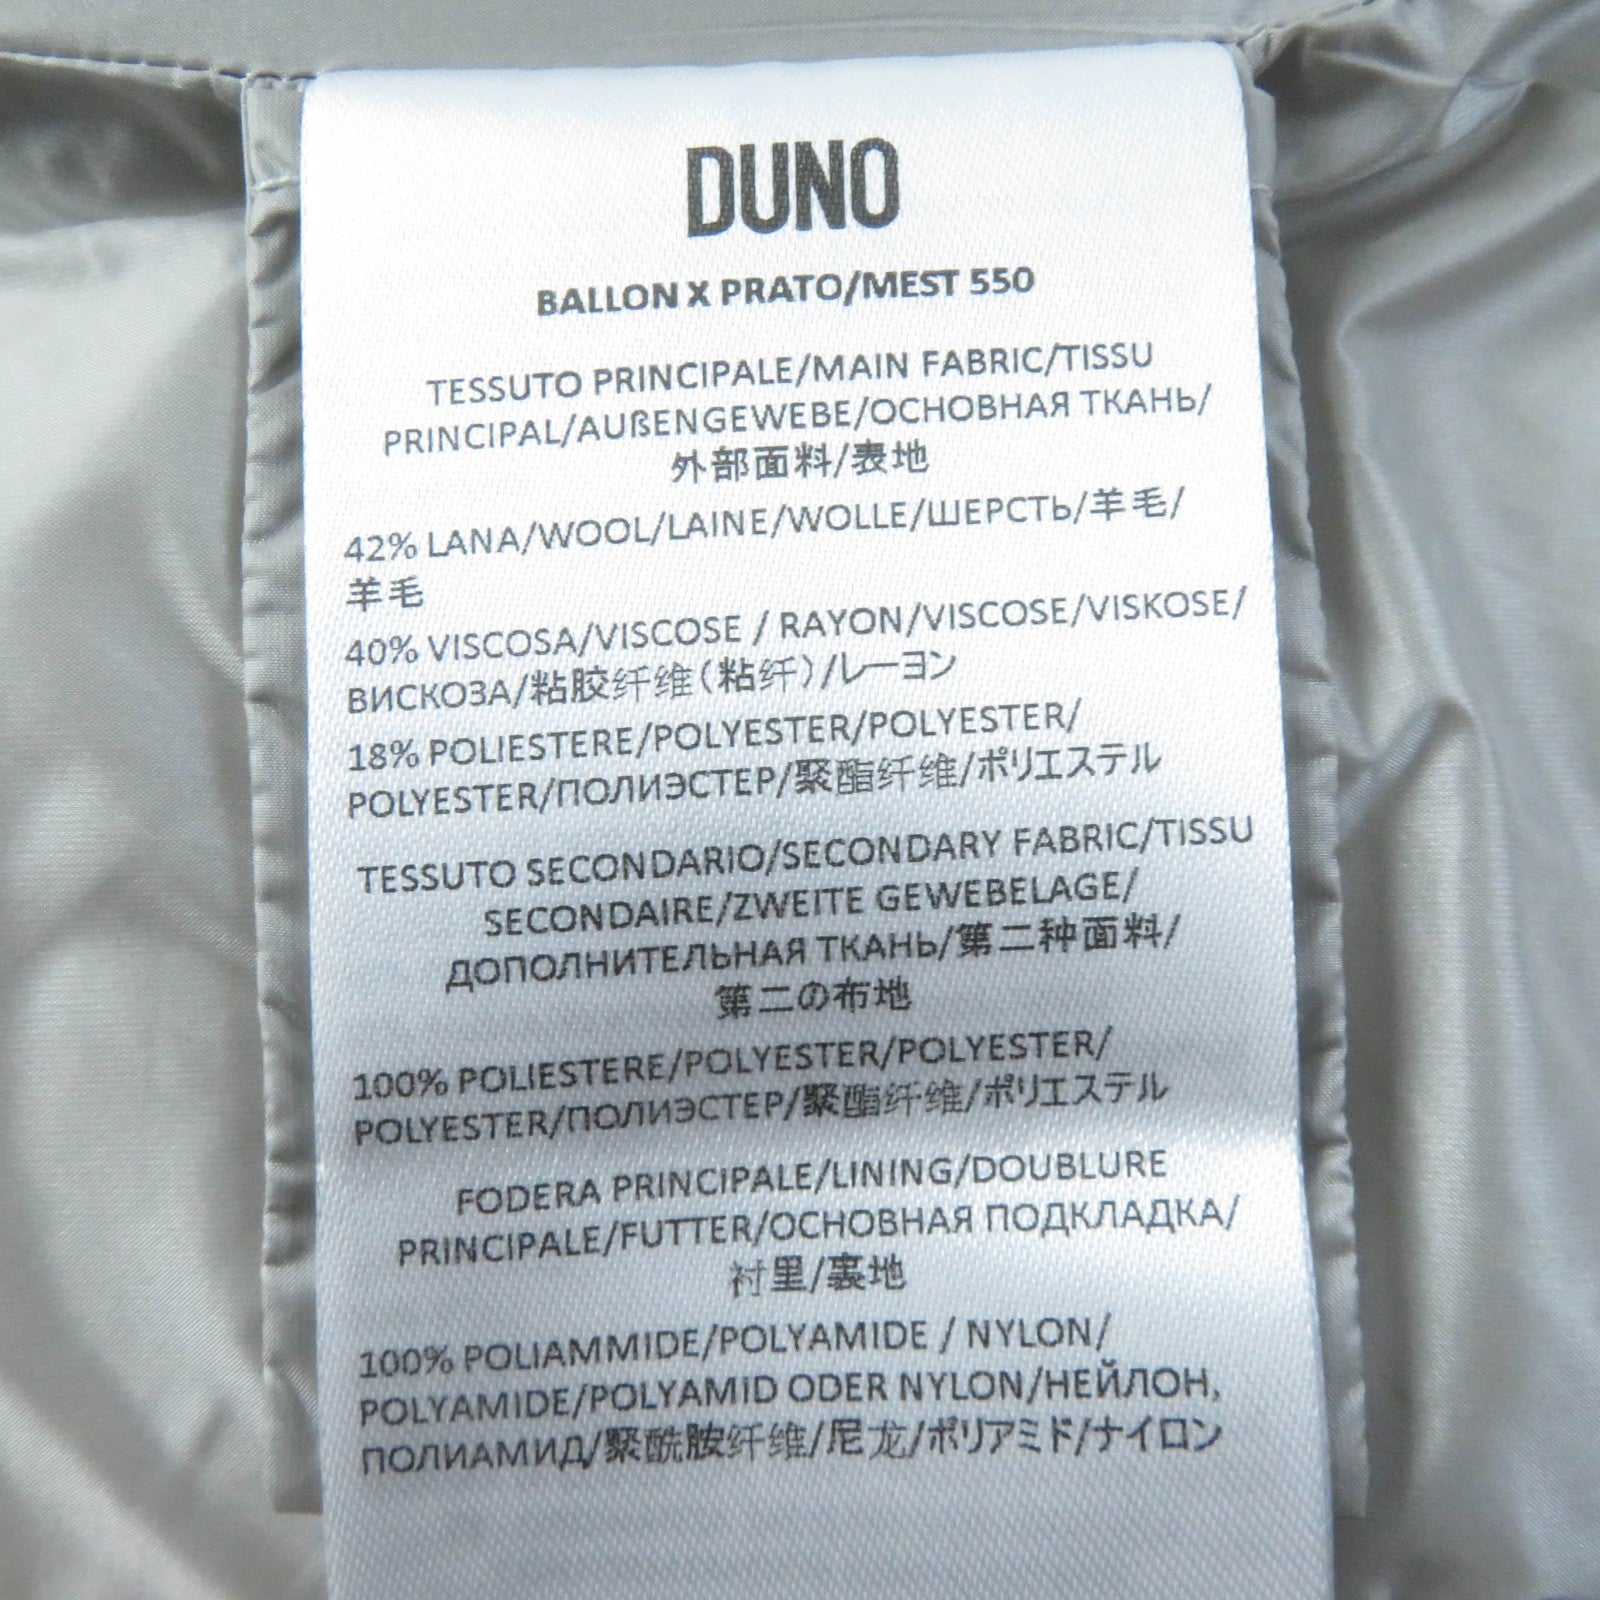 DUNO
BALLON X PRATO/MEST 550
TESSUTO PRINCIPALE/MAIN FABRIC/TISSU
PRINCIPAL/AUßENGEWEBE/ОСНОВНАЯ ТКАНЬ/
外部面料/表地
42% LANA/WOOL/LAINE/WOLLE/ШЕРСТЬ/羊毛/
羊毛
40% VISCOSA/VISCOSE / RAYON/VISCOSE/VISKOSE/
ВИСКОЗА/粘胶纤维(粘纤)/レーヨン
18% POLIESTERE/POLYESTER/POLYESTER/
POLYESTER/ПОЛИЭСТЕР/聚酯纤维/ポリエステル
TESSUTO SECONDARIO/SECONDARY FABRIC/TISSU
SECONDAIRE/ZWEITE GEWEBELAGE/
ДОПОЛНИТЕЛЬНАЯ ТКАНЬ/第二种面料/
第二の布地
100% POLIESTERE/POLYESTER/POLYESTER/
POLYESTER/ПОЛИЭСТЕР/聚酯纤维/ポリエステル
FODERA PRINCIPALE/LINING/DOUBLURE
PRINCIPALE/FUTTER/ОСНОВНАЯ ПОДКЛАДКА/
衬里/裏地
100% POLIAMMIDE/POLYAMIDE / NYLON/
POLYAMIDE/POLYAMID ODER NYLON/НЕЙЛОН,
ПОЛИАМИД/聚酰胺纤维/尼龙/ポリアミド/ナイロン